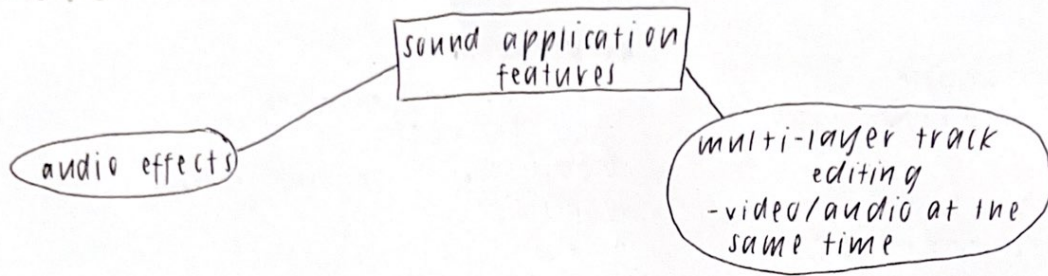 sound application
features
audio effects
multi-layer track
editing
-video/audio at the
same time